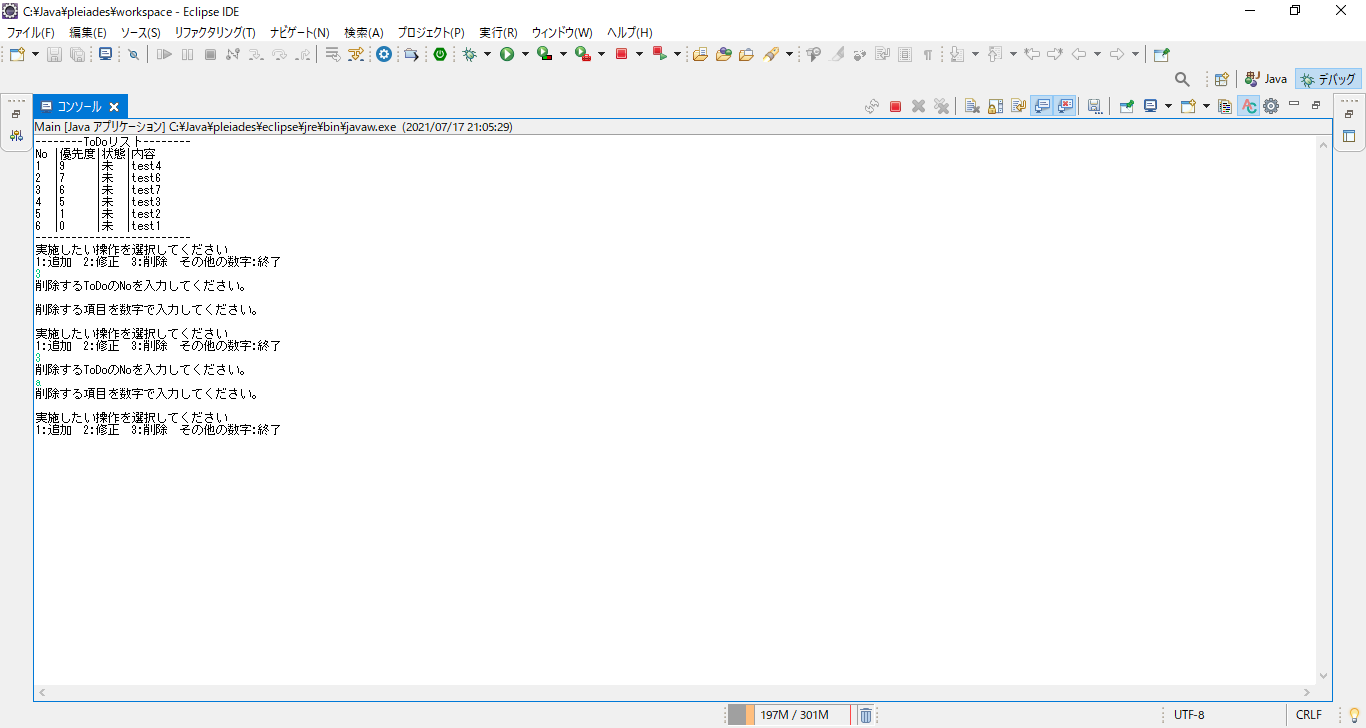 C:¥Java¥pleiades¥workspace - Eclipse IDE
ファイル(F) 編集(E) ソース(S) リファクタリング(T) ナビゲート(N) 検索(A) プロジェクト(P) 実行(R) ウィンドウ(W) ヘルプ(H)
Java デバッグ
コンソール
Main [Java アプリケーション] C:¥Java¥pleiades¥eclipse¥jre¥bin¥javaw.exe (2021/07/17 21:05:29)
--------ToDoリスト--------
No |優先度|状態|内容
1 |9 |未 |test4
2 |7 |未 |test6
3 |6 |未 |test7
4 |5 |未 |test3
5 |1 |未 |test2
6 |0 |未 |test1
--------------------------
実施したい操作を選択してください
1:追加 2:修正 3:削除 その他の数字:終了
3
削除するToDoのNoを入力してください。
削除する項目を数字で入力してください。
実施したい操作を選択してください
1:追加 2:修正 3:削除 その他の数字:終了
3
削除するToDoのNoを入力してください。
a
削除する項目を数字で入力してください。
実施したい操作を選択してください
1:追加 2:修正 3:削除 その他の数字:終了
197M / 301M UTF-8 CRLF